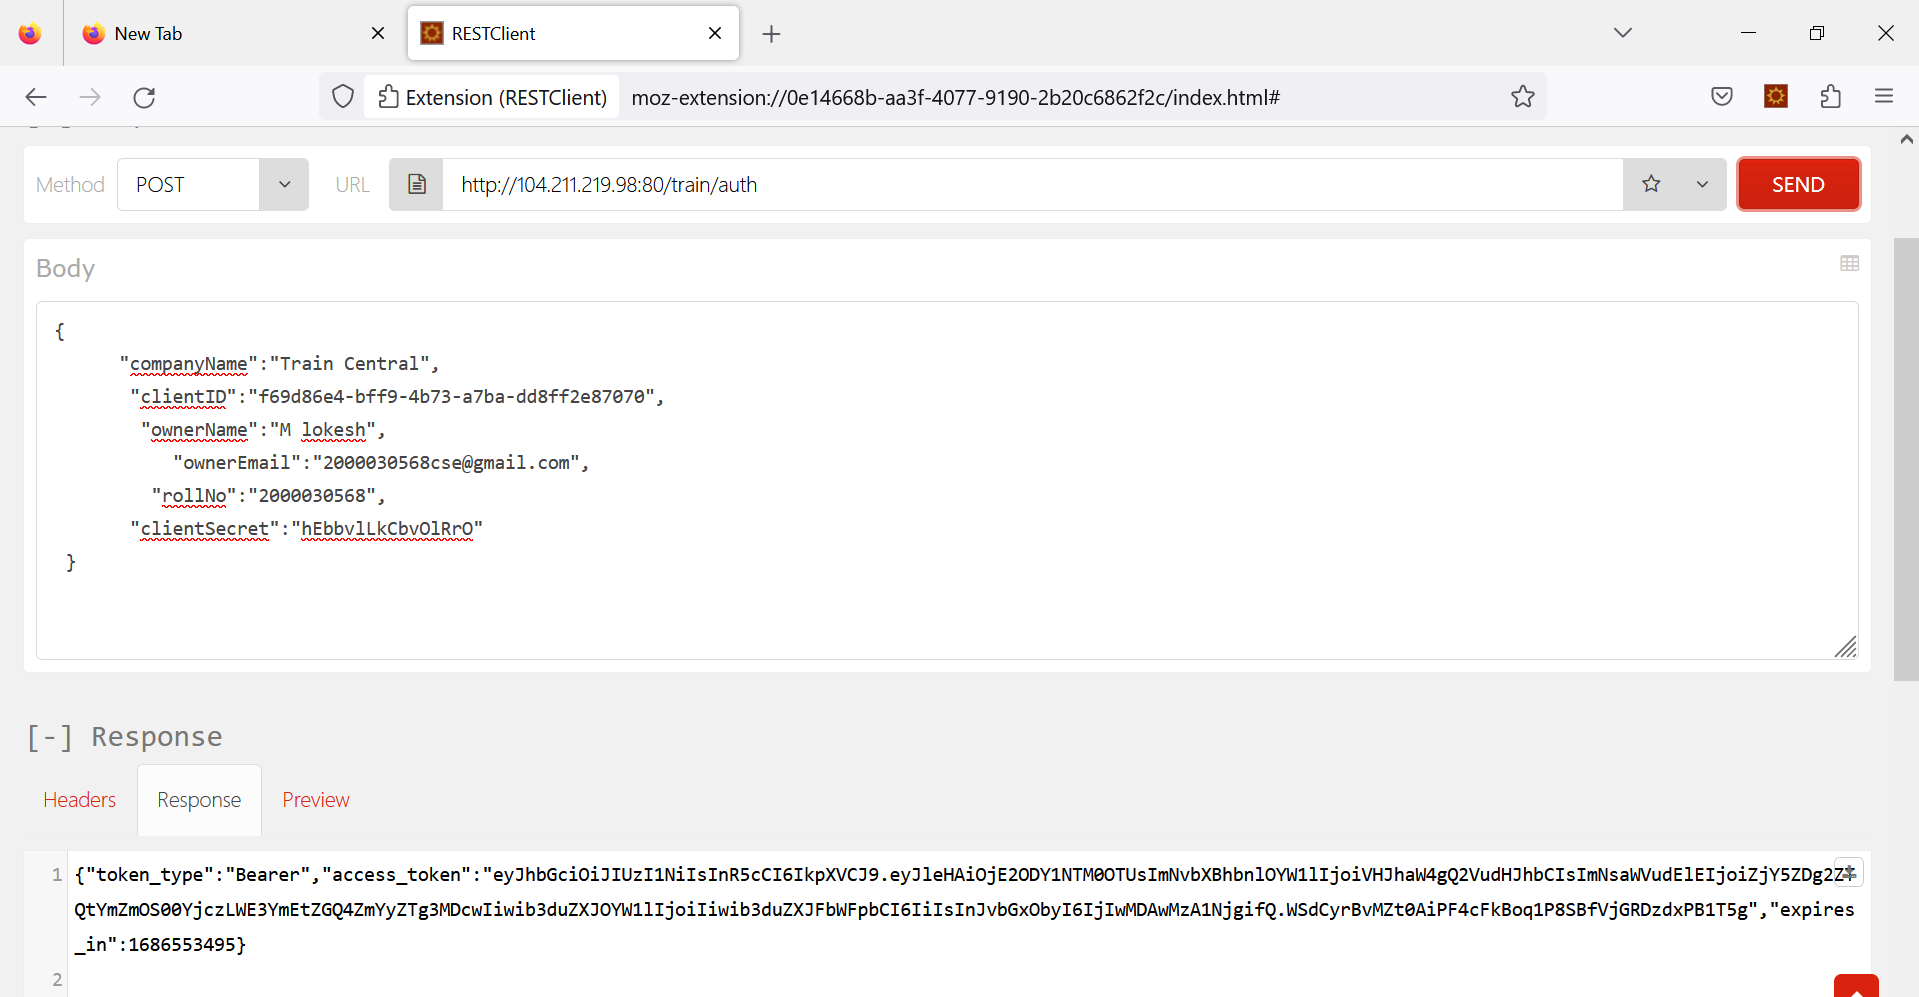 New Tab
RESTClient
Extension (RESTClient) moz-extension://0e14668b-aa3f-4077-9190-2b20c6862f2c/index.html#
Method POST URL http://104.211.219.98:80/train/auth SEND
Body
{
"companyName":"Train Central",
"clientID":"f69d86e4-bff9-4b73-a7ba-dd8ff2e87070",
"ownerName":"M lokesh",
"ownerEmail":"2000030568cse@gmail.com",
"rollNo":"2000030568",
"clientSecret":"hEbbvlLkCbvOlRrO"
}
[-] Response
Headers Response Preview
1 {"token_type":"Bearer","access_token":"eyJhbGciOiJIUzI1NiIsInR5cCI6IkpXVCJ9.eyJleHAiOjE2ODY1NTM0OTUsImNvbXBhbnlOYW1lIjoiVHJhaW4gQ2VudHJhbCIsImNsaWVudElEIjoiZjY5ZDg2ZT
QtYmZmOS00YjczLWE3YmEtZGQ4ZmYyZTg3MDcwIiwib3duZXJOYW1lIjoiIiwib3duZXJFbWFpbCI6IiIsInJvbGxObyI6IjIwMDAwMzA1NjgifQ.WSdCyrBvMZt0AiPF4cFkBoq1P8SBfVjGRDzdxPB1T5g","expires
_in":1686553495}
2